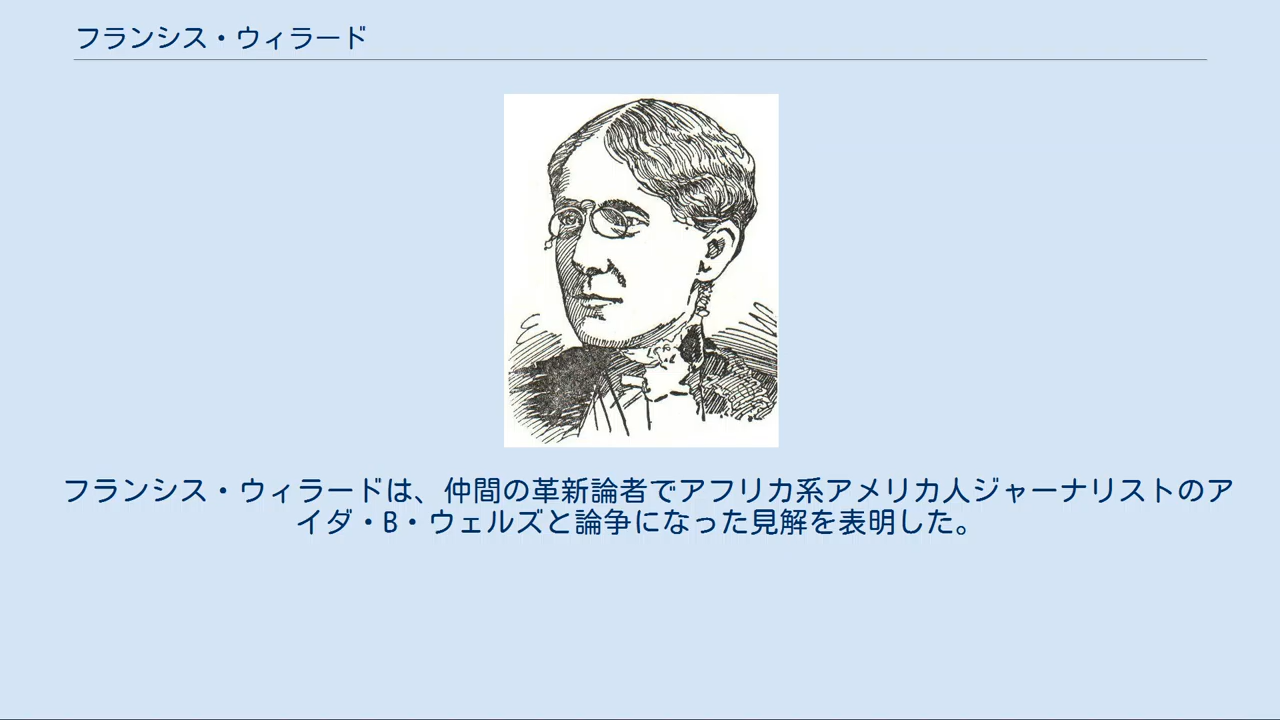 フランシス・ウィラード
フランシス・ウィラードは、仲間の革新論者でアフリカ系アメリカ人ジャーナリストのア
イダ・B・ウェルズと論争になった見解を表明した。